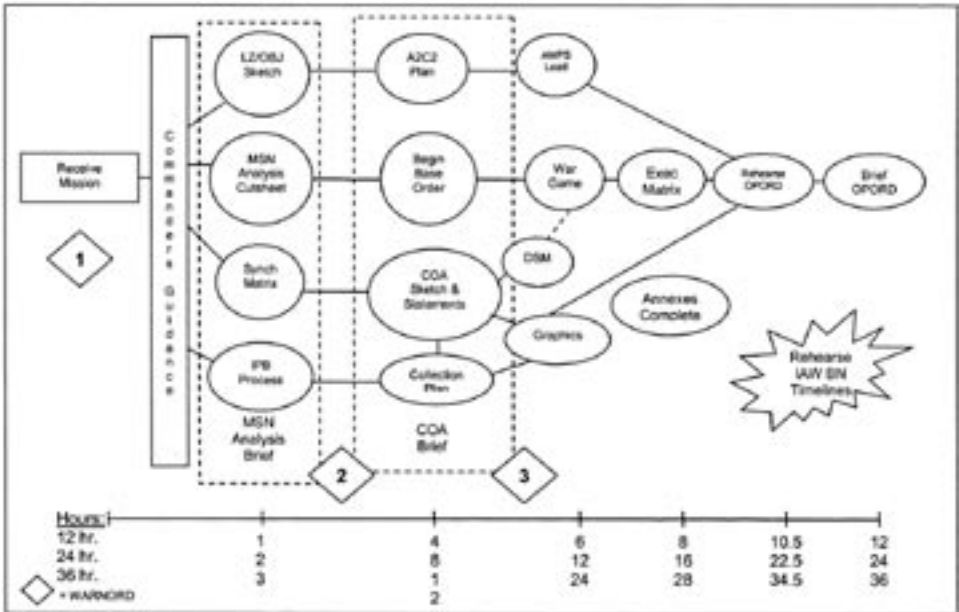 Receive
Mission
1
Commanders Guidance
LZ/OBJ
Sketch
MSN
Analysis
Cutsheet
Synch
Matrix
IPB
Process
MSN
Analysis
Brief
2
A2C2
Plan
Begin
Base
Order
COA
Sketch &
Statements
Collection
Plan
COA
Brief
3
AMPS
Load
War
Game
DSM
Graphics
Exec
Matrix
Annexes
Complete
Rehearse
OPORD
Brief
OPORD
Rehearse
IAW BN
Timelines
Hours:
12 hr. 1 4 6 8 10.5 12
24 hr. 2 8 12 16 22.5 24
36 hr. 3 1 24 28 34.5 36
2
= WARNORD